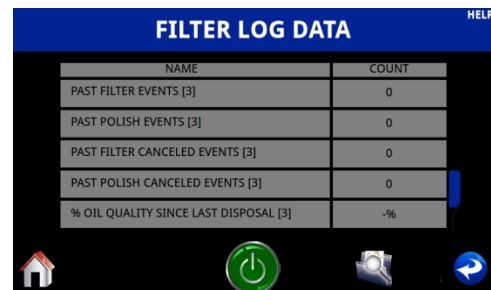 HELP
FILTER LOG DATA
NAME COUNT
PAST FILTER EVENTS [3] 0
PAST POLISH EVENTS [3] 0
PAST FILTER CANCELED EVENTS [3] 0
PAST POLISH CANCELED EVENTS [3] 0
% OIL QUALITY SINCE LAST DISPOSAL [3] -%